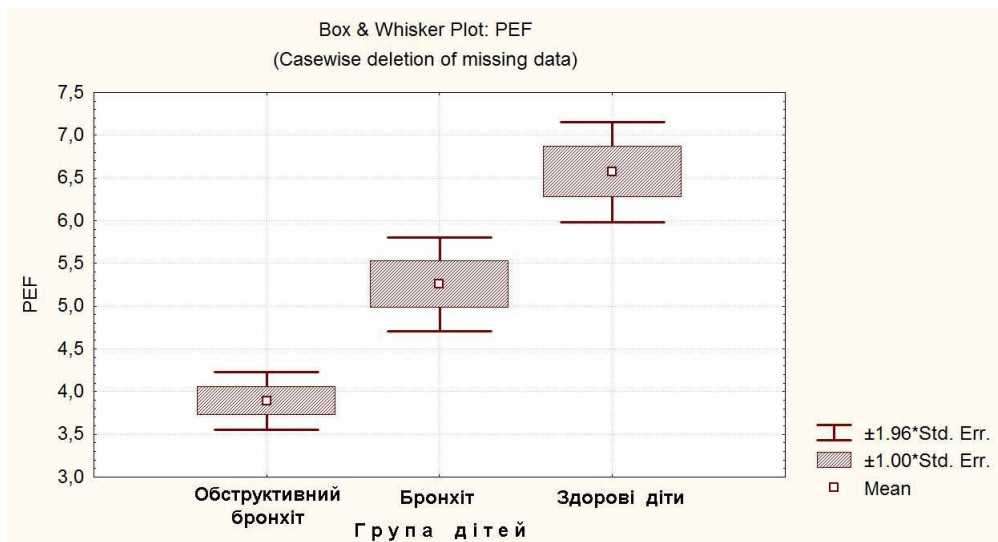 Box & Whisker Plot: PEF
(Casewise deletion of missing data)
7,5
7,0
6,5
6,0
5,5
5,0
4,5
4,0
3,5
3,0
PEF
Обструктивний
бронхіт
Бронхіт
Здорові діти
Група дітей
±1.96*Std. Err.
±1.00*Std. Err.
Mean